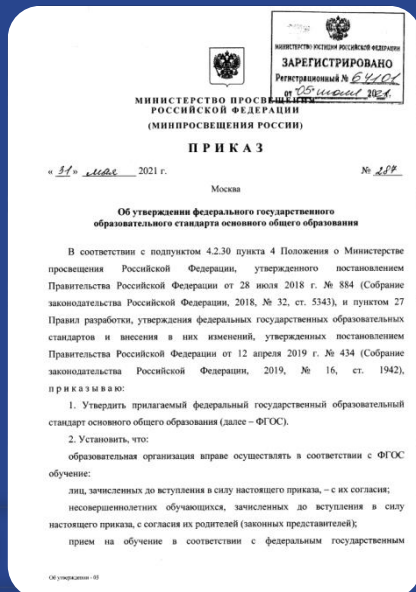 МИНИСТЕРСТВО ЮСТИЦИИ РОССИЙСКОЙ ФЕДЕРАЦИИ
ЗАРЕГИСТРИРОВАНО
Регистрационный № 64101
от "05" июля 2021.
МИНИСТЕРСТВО ПРОСВЕЩЕНИЯ
РОССИЙСКОЙ ФЕДЕРАЦИИ
(МИНПРОСВЕЩЕНИЯ РОССИИ)
ПРИКАЗ
« 31 » мая 2021 г. № 287
Москва
Об утверждении федерального государственного
образовательного стандарта основного общего образования
В соответствии с подпунктом 4.2.30 пункта 4 Положения о Министерстве
просвещения Российской Федерации, утвержденного постановлением
Правительства Российской Федерации от 28 июля 2018 г. № 884 (Собрание
законодательства Российской Федерации, 2018, № 32, ст. 5343), и пунктом 27
Правил разработки, утверждения федеральных государственных образовательных
стандартов и внесения в них изменений, утвержденных постановлением
Правительства Российской Федерации от 12 апреля 2019 г. № 434 (Собрание
законодательства Российской Федерации, 2019, № 16, ст. 1942),
приказываю:
1. Утвердить прилагаемый федеральный государственный образовательный
стандарт основного общего образования (далее – ФГОС).
2. Установить, что:
образовательная организация вправе осуществлять в соответствии с ФГОС
обучение:
лиц, зачисленных до вступления в силу настоящего приказа, – с их согласия;
несовершеннолетних обучающихся, зачисленных до вступления в силу
настоящего приказа, с согласия их родителей (законных представителей);
прием на обучение в соответствии с федеральным государственным
Об утверждении - 03